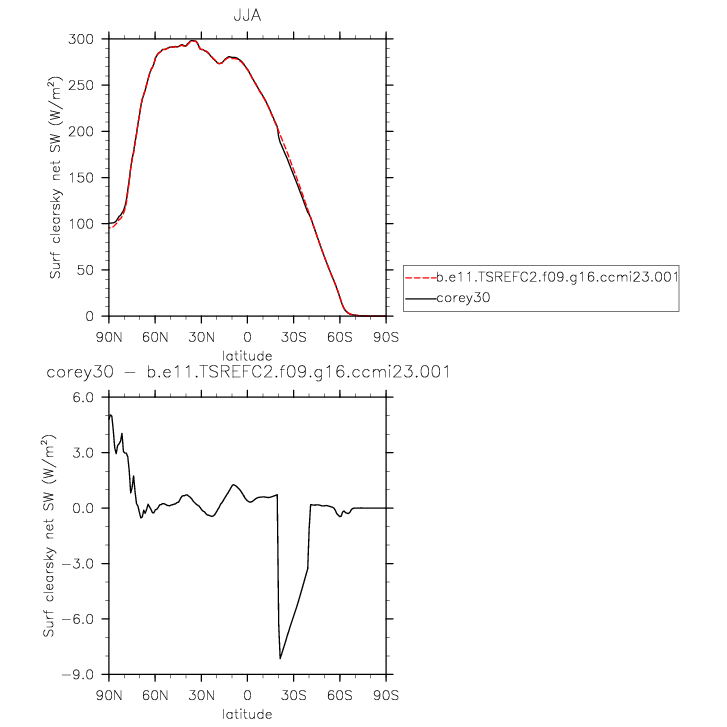 JJA
300
250
200
150
100
50
0
Surf clearsky net SW (W/m²)
90N 60N 30N 0 30S 60S 90S
latitude
b.e11.TSREFC2.f09.g16.ccmi23.001
corey30
corey30 − b.e11.TSREFC2.f09.g16.ccmi23.001
6.0
3.0
0.0
−3.0
−6.0
−9.0
Surf clearsky net SW (W/m²)
90N 60N 30N 0 30S 60S 90S
latitude